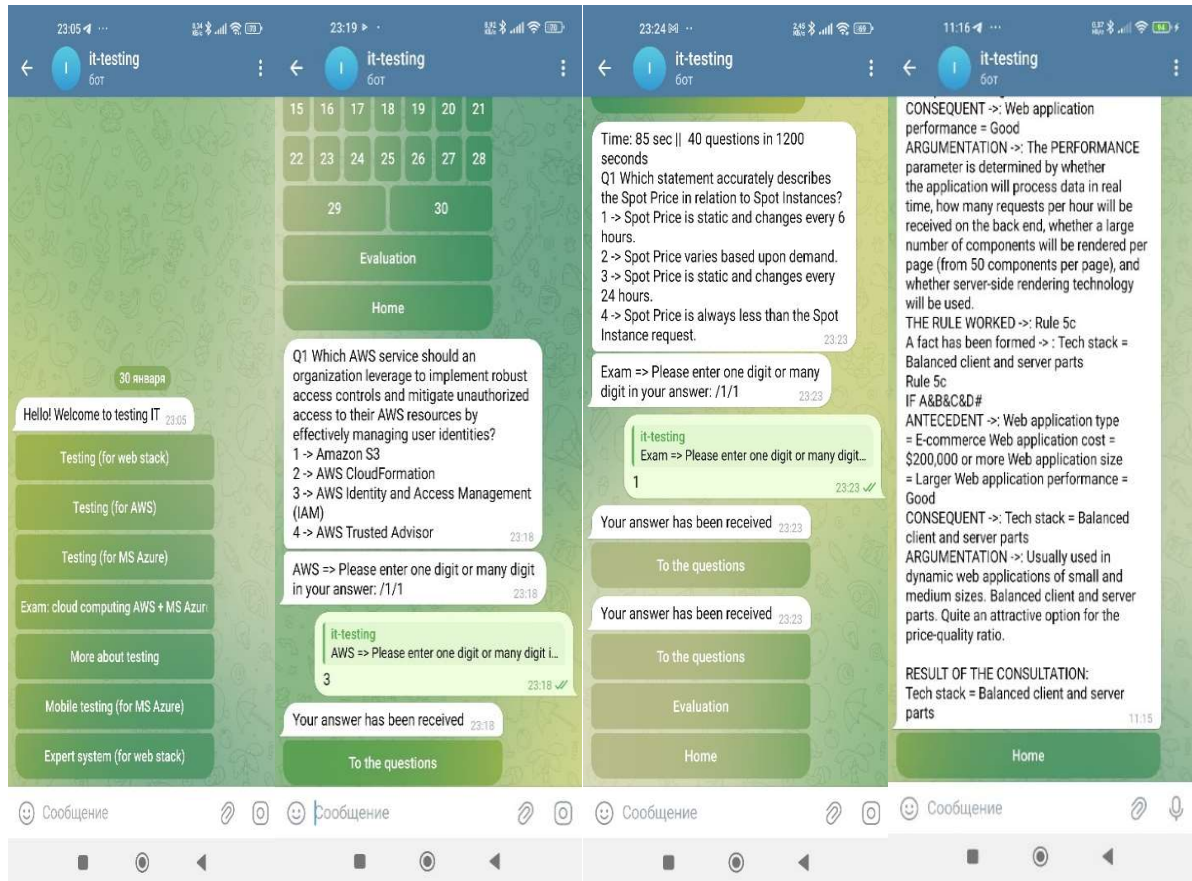 23:05
70
it-testing
бот
30 января
Hello! Welcome to testing IT 23:05
Testing (for web stack)
Testing (for AWS)
Testing (for MS Azure)
Exam: cloud computing AWS + MS Azur
More about testing
Mobile testing (for MS Azure)
Expert system (for web stack)
Сообщение
23:19
70
it-testing
бот
15 16 17 18 19 20 21
22 23 24 25 26 27 28
29 30
Evaluation
Home
Q1 Which AWS service should an
organization leverage to implement robust
access controls and mitigate unauthorized
access to their AWS resources by
effectively managing user identities?
1 -> Amazon S3
2 -> AWS CloudFormation
3 -> AWS Identity and Access Management
(IAM)
4 -> AWS Trusted Advisor 23:18
AWS => Please enter one digit or many digit
in your answer: /1/1 23:18
it-testing
AWS => Please enter one digit or many digit i...
3 23:18
Your answer has been received 23:18
To the questions
Сообщение
23:24
69
it-testing
бот
Time: 85 sec || 40 questions in 1200
seconds
Q1 Which statement accurately describes
the Spot Price in relation to Spot Instances?
1 -> Spot Price is static and changes every 6
hours.
2 -> Spot Price varies based upon demand.
3 -> Spot Price is static and changes every
24 hours.
4 -> Spot Price is always less than the Spot
Instance request. 23:23
Exam => Please enter one digit or many
digit in your answer: /1/1 23:23
it-testing
Exam => Please enter one digit or many digit...
1 23:23
Your answer has been received 23:23
To the questions
Your answer has been received 23:23
To the questions
Evaluation
Home
Сообщение
11:16
94
it-testing
бот
CONSEQUENT ->: Web application
performance = Good
ARGUMENTATION ->: The PERFORMANCE
parameter is determined by whether
the application will process data in real
time, how many requests per hour will be
received on the back end, whether a large
number of components will be rendered per
page (from 50 components per page), and
whether server-side rendering technology
will be used.
THE RULE WORKED ->: Rule 5c
A fact has been formed -> : Tech stack =
Balanced client and server parts
Rule 5c
IF A&B&C&D#
ANTECEDENT ->: Web application type
= E-commerce Web application cost =
$200,000 or more Web application size
= Larger Web application performance =
Good
CONSEQUENT ->: Tech stack = Balanced
client and server parts
ARGUMENTATION ->: Usually used in
dynamic web applications of small and
medium sizes. Balanced client and server
parts. Quite an attractive option for the
price-quality ratio.
RESULT OF THE CONSULTATION:
Tech stack = Balanced client and server
parts 11:15
Home
Сообщение